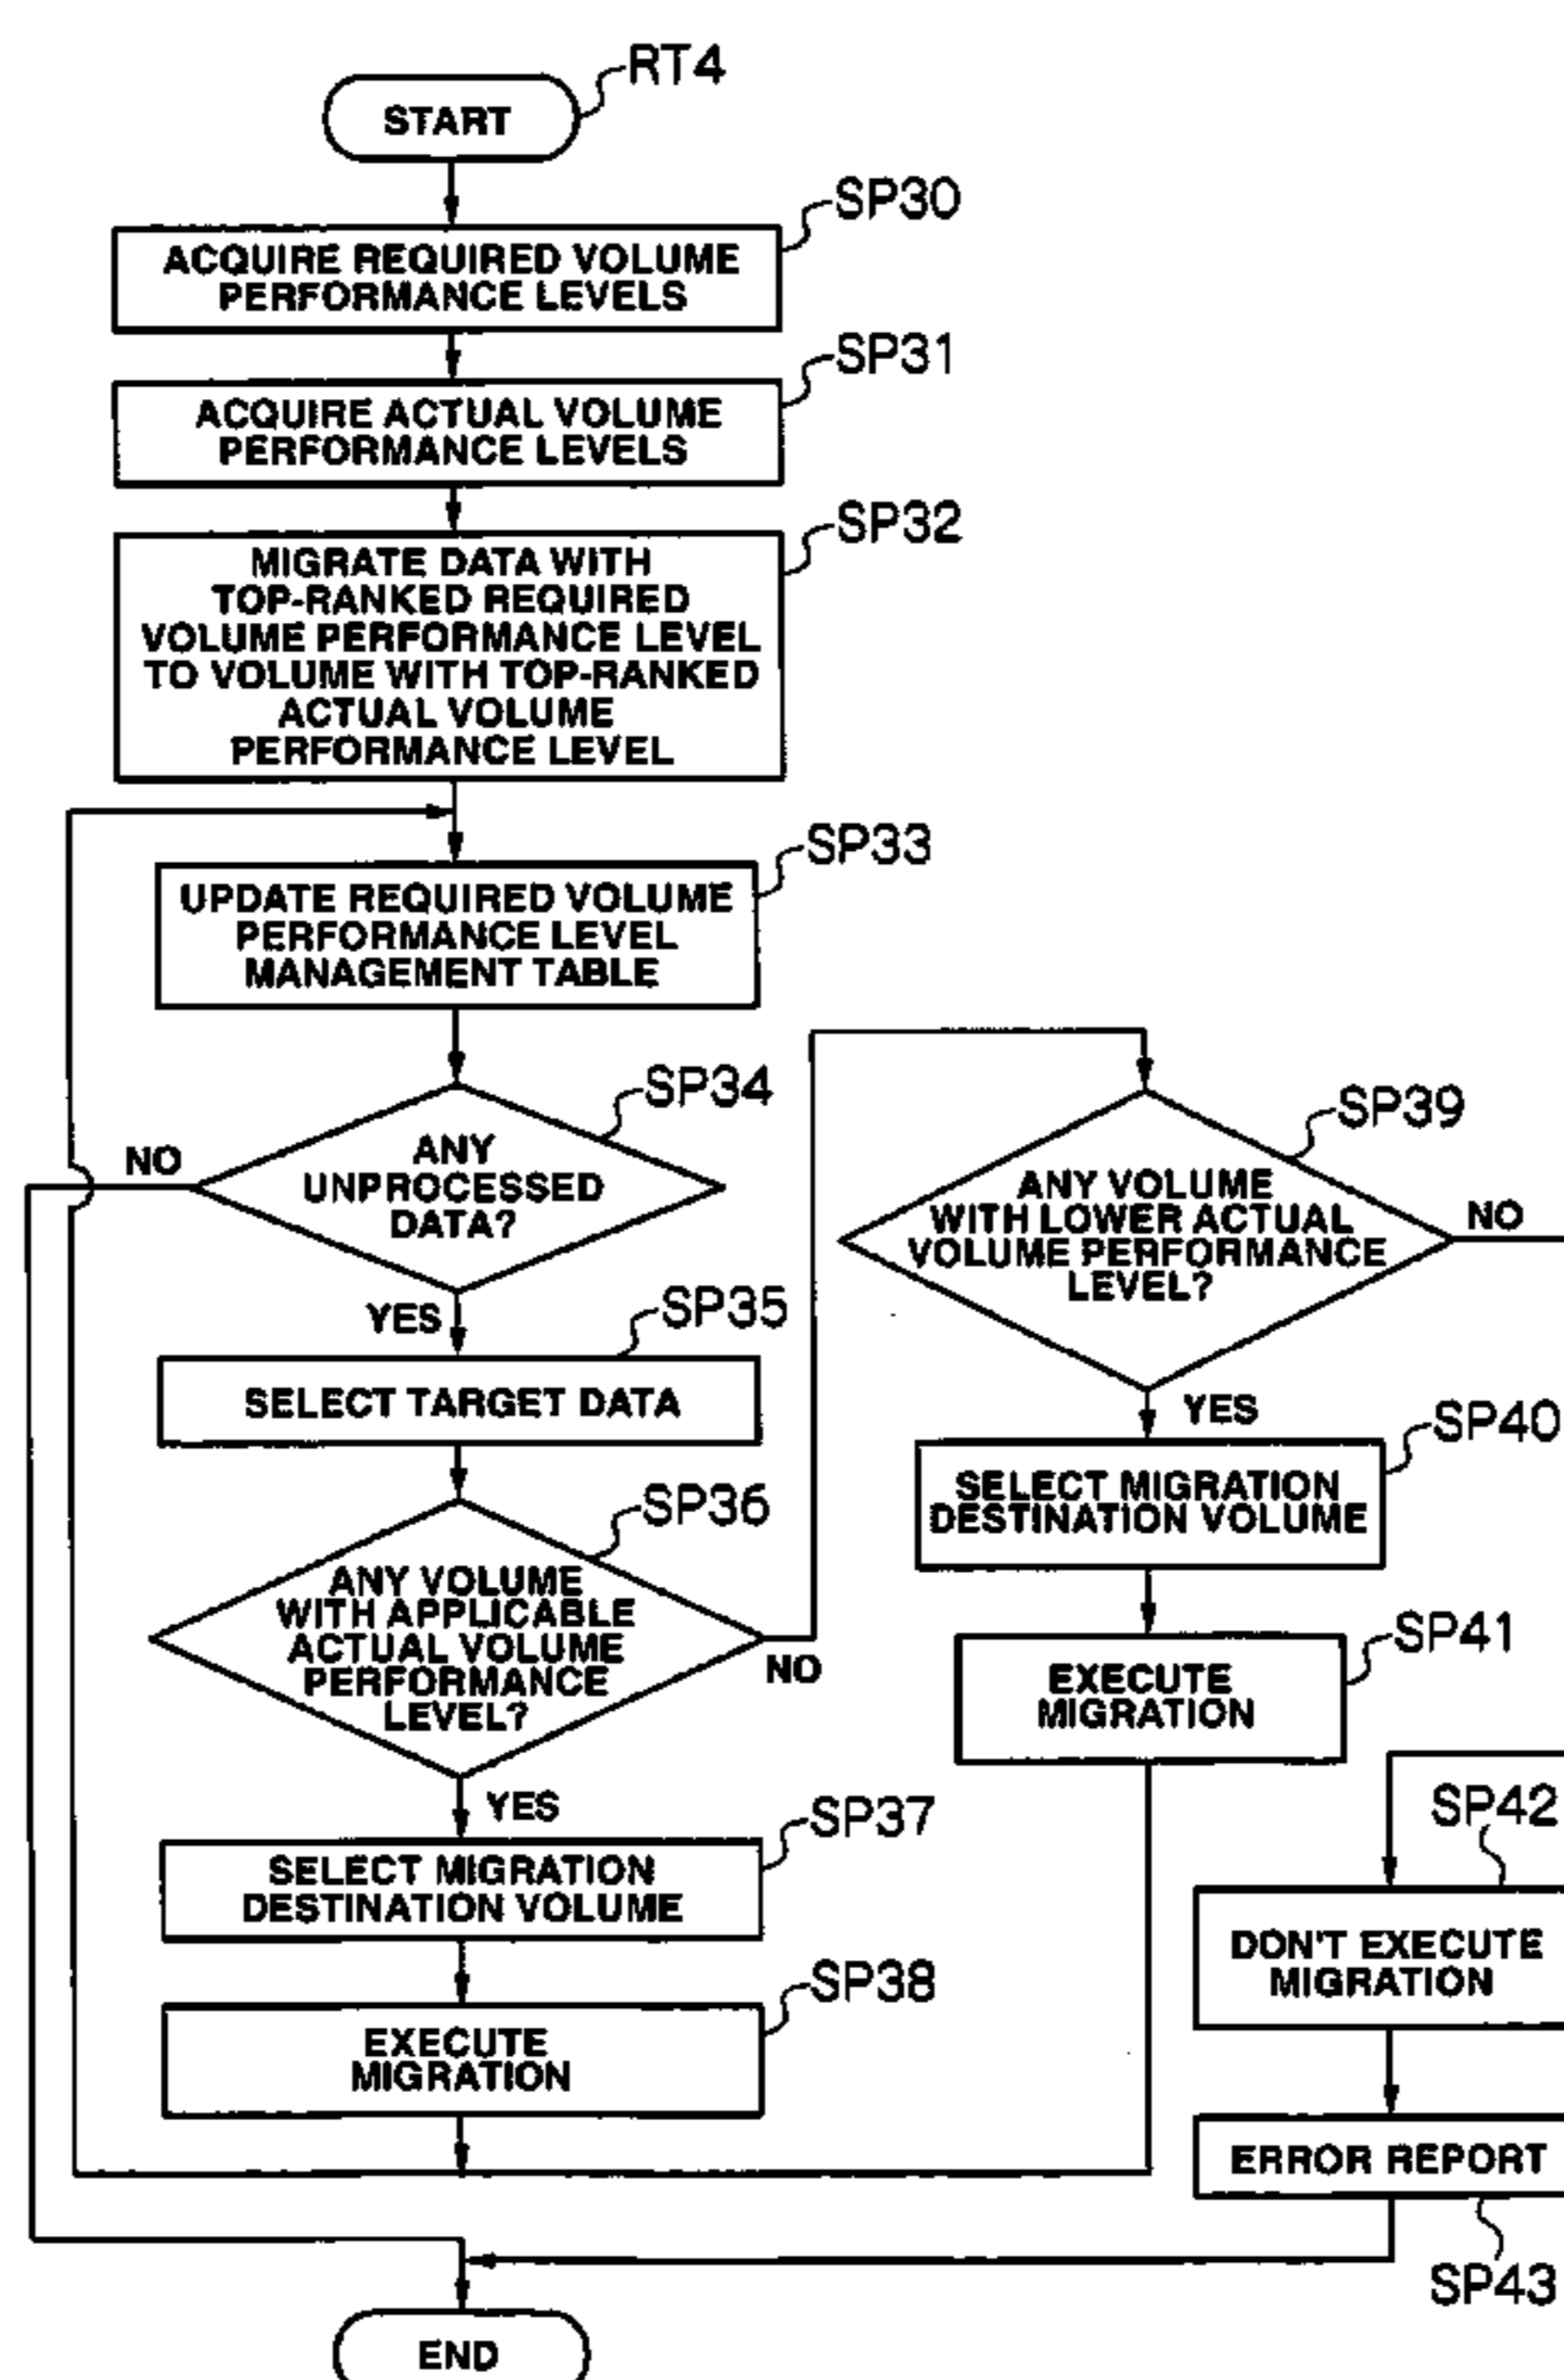 RT4
START
SP30
ACQUIRE REQUIRED VOLUME
PERFORMANCE LEVELS
SP31
ACQUIRE ACTUAL VOLUME
PERFORMANCE LEVELS
SP32
MIGRATE DATA WITH
TOP-RANKED REQUIRED
VOLUME PERFORMANCE LEVEL
TO VOLUME WITH TOP-RANKED
ACTUAL VOLUME
PERFORMANCE LEVEL
SP33
UPDATE REQUIRED VOLUME
PERFORMANCE LEVEL
MANAGEMENT TABLE
SP34
NO
ANY
UNPROCESSED
DATA?
YES
SP35
SELECT TARGET DATA
SP36
ANY VOLUME
WITH APPLICABLE
ACTUAL VOLUME
PERFORMANCE
LEVEL?
NO
YES
SP37
SELECT MIGRATION
DESTINATION VOLUME
SP38
EXECUTE
MIGRATION
SP39
ANY VOLUME
WITH LOWER ACTUAL
VOLUME PERFORMANCE
LEVEL?
NO
YES
SP40
SELECT MIGRATION
DESTINATION VOLUME
SP41
EXECUTE
MIGRATION
SP42
DON'T EXECUTE
MIGRATION
ERROR REPORT
SP43
END